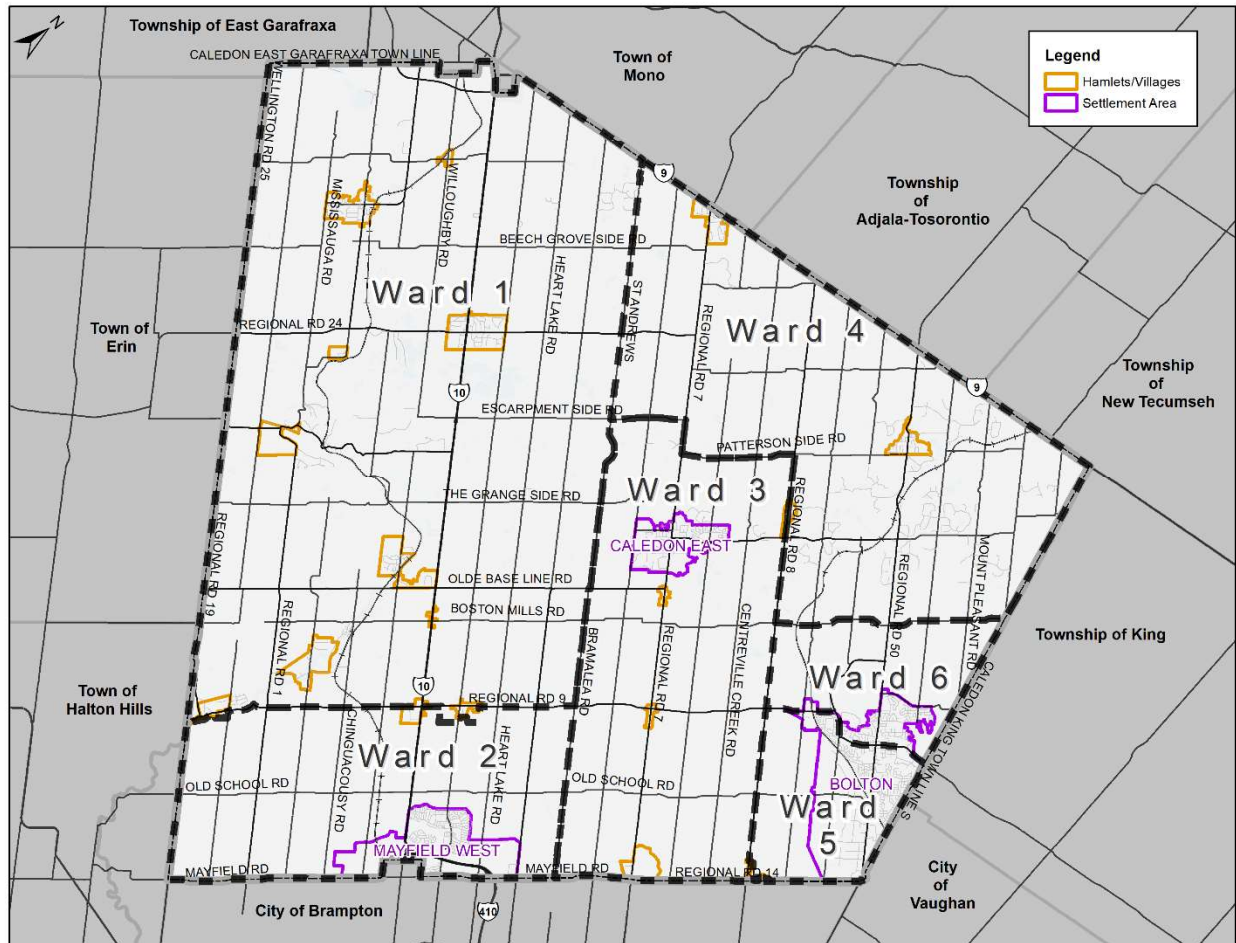 N
Township of East Garafraxa
CALEDON EAST GARAFRAXA TOWN LINE
Town of
Mono
Legend
Hamlets/Villages
Settlement Area
WELLINGTON RD 25
MISSISSAUGA RD
WILLOUGHBY RD
9
Township
of
Adjala-Tosorontio
BEECH GROVE SIDE RD
HEART LAKE RD
ST ANDREWS
REGIONAL RD 7
Ward 1
Ward 4
Town of
Erin
REGIONAL RD 24
10
9
Township
of
New Tecumseh
ESCARPMENT SIDE RD
PATTERSON SIDE RD
THE GRANGE SIDE RD
Ward 3
CALEDON EAST
REGIONAL RD 8
REGIONAL RD 19
OLDE BASE LINE RD
BOSTON MILLS RD
REGIONAL RD 1
BRAMALEA RD
REGIONAL RD 7
CENTREVILLE CREEK RD
REGIONAL RD 50
MOUNT PLEASANT RD
Township of King
CALEDON KING TOWN LINE S
Ward 6
Town of
Halton Hills
10
REGIONAL RD 9
CHINGUACOUSY RD
HEART LAKE RD
Ward 2
OLD SCHOOL RD
OLD SCHOOL RD
BOLTON
Ward
5
MAYFIELD WEST
MAYFIELD RD
MAYFIELD RD
REGIONAL RD 14
City of Brampton
410
City
of
Vaughan